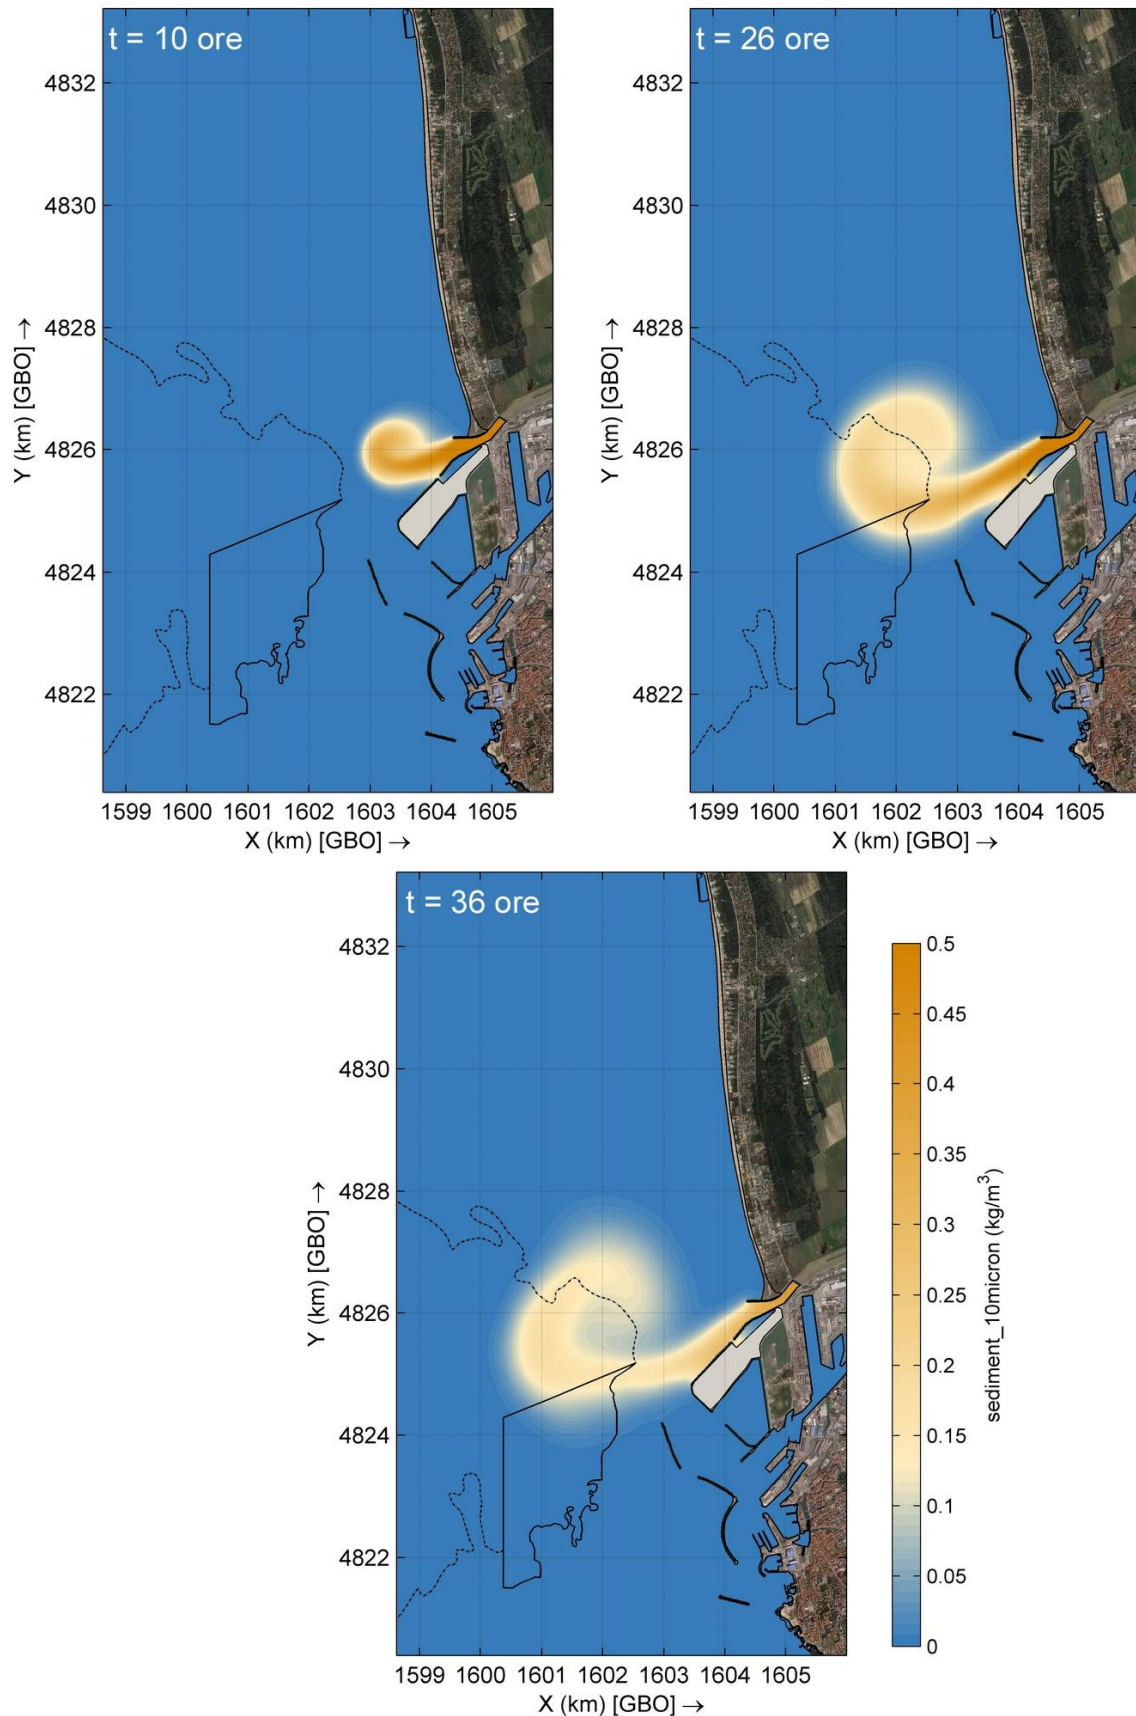 t = 10 ore
4832
4830
4828
4826
4824
4822
Y (km) [GBO] →
1599 1600 1601 1602 1603 1604 1605
X (km) [GBO] →
t = 26 ore
4832
4830
4828
4826
4824
4822
Y (km) [GBO] →
1599 1600 1601 1602 1603 1604 1605
X (km) [GBO] →
t = 36 ore
4832
4830
4828
4826
4824
4822
Y (km) [GBO] →
1599 1600 1601 1602 1603 1604 1605
X (km) [GBO] →
0.5
0.45
0.4
0.35
0.3
0.25
0.2
0.15
0.1
0.05
0
sediment_10micron (kg/m³)